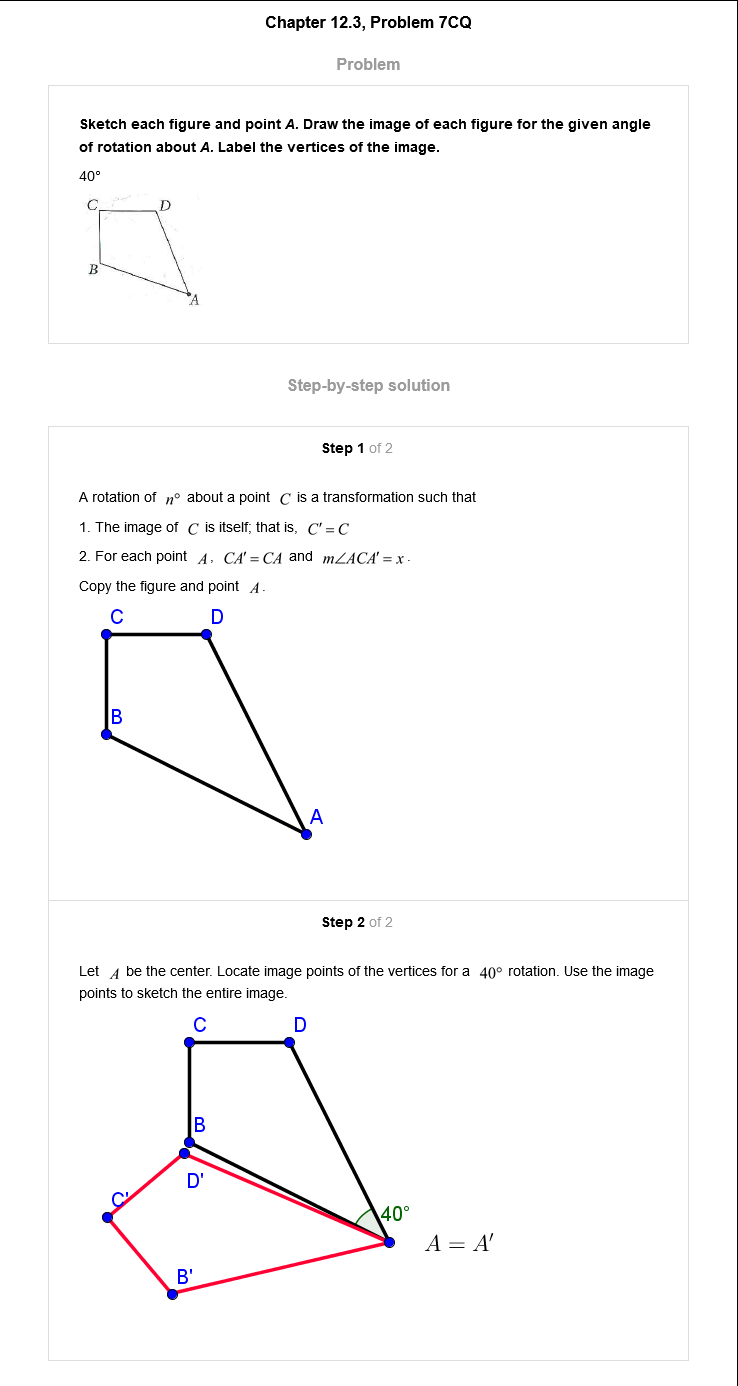 Chapter 12.3, Problem 7CQ
Problem
Sketch each figure and point A. Draw the image of each figure for the given angle
of rotation about A. Label the vertices of the image.
40°
C D
B
A
Step-by-step solution
Step 1 of 2
A rotation of n° about a point C is a transformation such that
1. The image of C is itself; that is, C′ = C
2. For each point A, CA′ = CA and m∠ACA′ = x.
Copy the figure and point A.
C D
B
A
Step 2 of 2
Let A be the center. Locate image points of the vertices for a 40° rotation. Use the image
points to sketch the entire image.
C D
B
D'
C'
40°
A = A′
B'